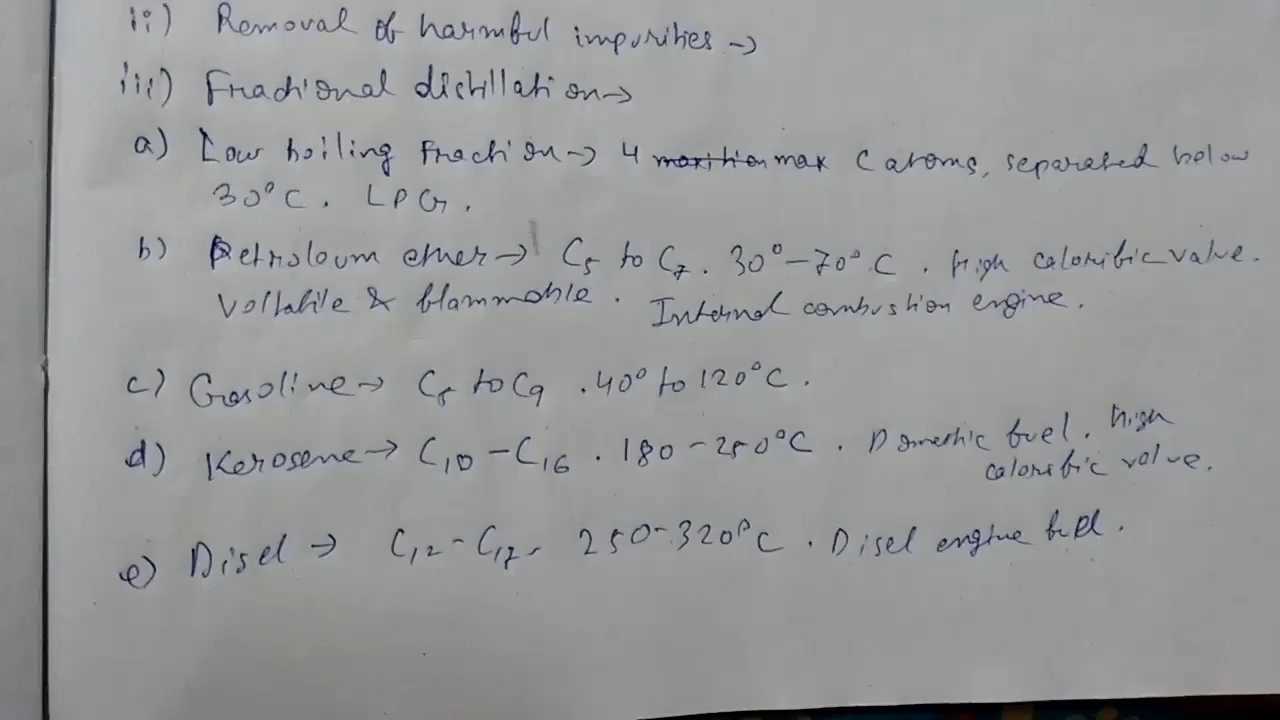 ii) Removal of harmful impurities →
iii) Fractional distillation →
a) Low boiling fraction → 4 max C atoms, separated below
30°C. LPG.
b) Petroloum ether → C5 to C7. 30°-70°C. High calorific value.
Vollatile & flammable. Internal combustion engine.
c) Gasoline → C5 to C9. 40° to 120°C.
d) Kerosene → C10-C16. 180-250°C. Domestic fuel. high
calorific value.
e) Disel → C12-C17. 250-320°C. Disel engine fuel.